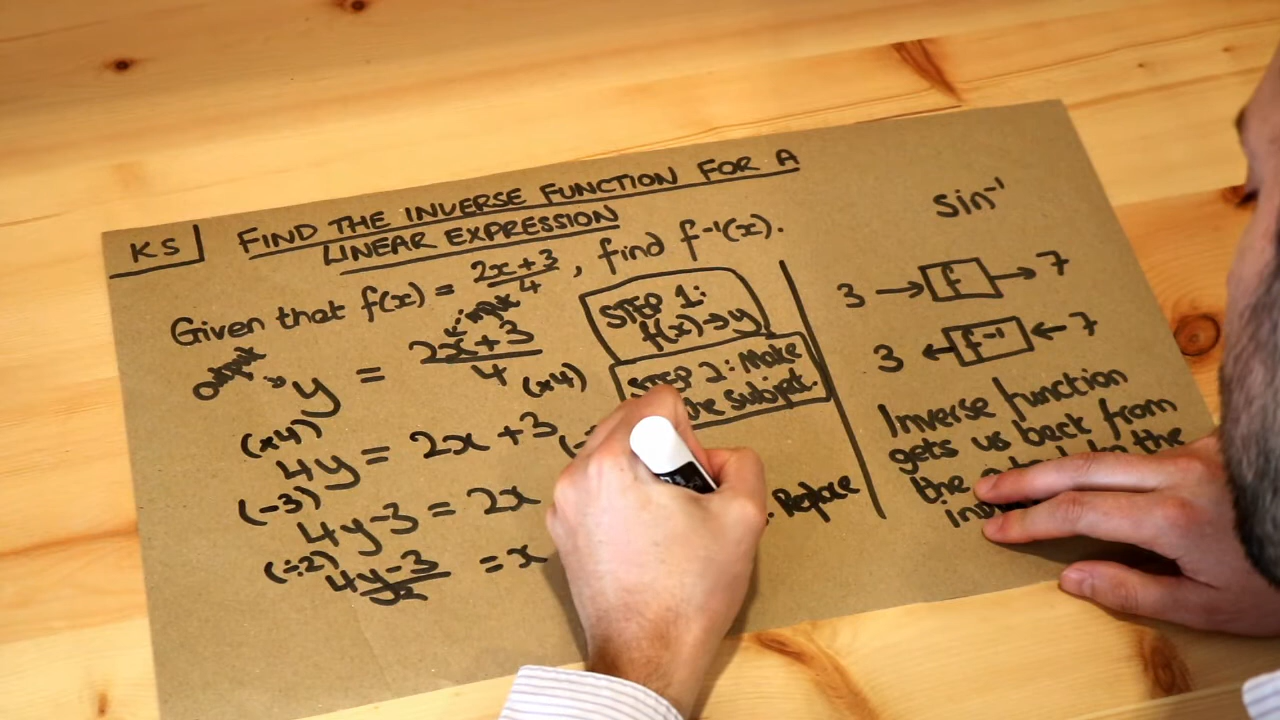 KS
FIND THE INVERSE FUNCTION FOR A
LINEAR EXPRESSION
Given that f(x) = 2x+3/4, find f⁻¹(x).
output
input
y = 2x+3/4
(×4) (×4)
4y = 2x+3
(-3)
4y-3 = 2x
(÷2)
4y-3/2 = x
STEP 1:
f(x)→y
STEP 2: Make
the subject.
Replace
sin⁻¹
3 → f → 7
3 ← f⁻¹ ← 7
Inverse function
gets us back from
the the